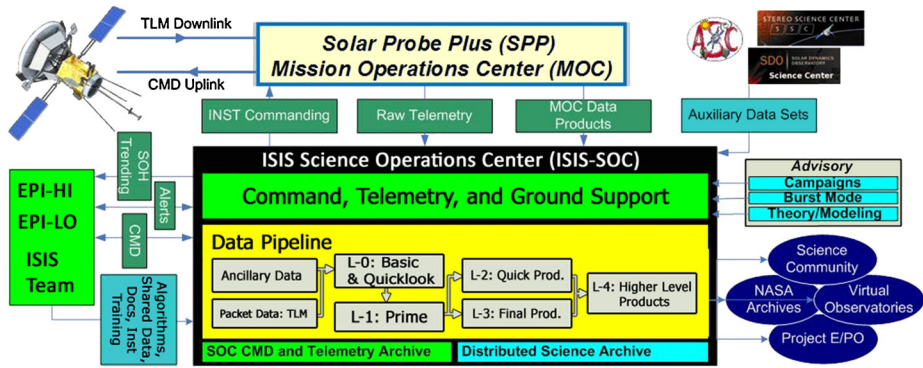 TLM Downlink
CMD Uplink
Solar Probe Plus (SPP)
Mission Operations Center (MOC)
ASC
STEREO SCIENCE CENTER
S S C
SDO
SOLAR DYNAMICS
OBSERVATORY
Science Center
INST Commanding
Raw Telemetry
MOC Data
Products
Auxiliary Data Sets
SOH
Trending
Alerts
CMD
EPI-HI
EPI-LO
ISIS
Team
Algorithms,
Shared Data,
Docs, Inst
Training
ISIS Science Operations Center (ISIS-SOC)
Command, Telemetry, and Ground Support
Data Pipeline
Ancillary Data
Packet Data: TLM
L-0: Basic
& Quicklook
L-1: Prime
L-2: Quick Prod.
L-3: Final Prod.
L-4: Higher Level
Products
SOC CMD and Telemetry Archive
Distributed Science Archive
Advisory
Campaigns
Burst Mode
Theory/Modeling
Science
Community
NASA
Archives
Virtual
Observatories
Project E/PO